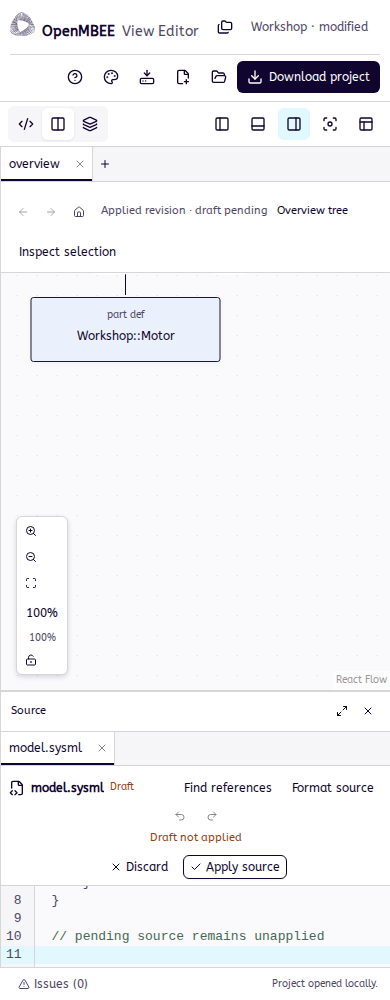 OpenMBEE View Editor Workshop · modified
Download project
overview
Applied revision · draft pending Overview tree
Inspect selection
part def
Workshop::Motor
100%
100%
React Flow
Source
model.sysml
model.sysml Draft Find references Format source
Draft not applied
Discard Apply source
8 }
9
10 // pending source remains unapplied
11
Issues (0) Project opened locally.